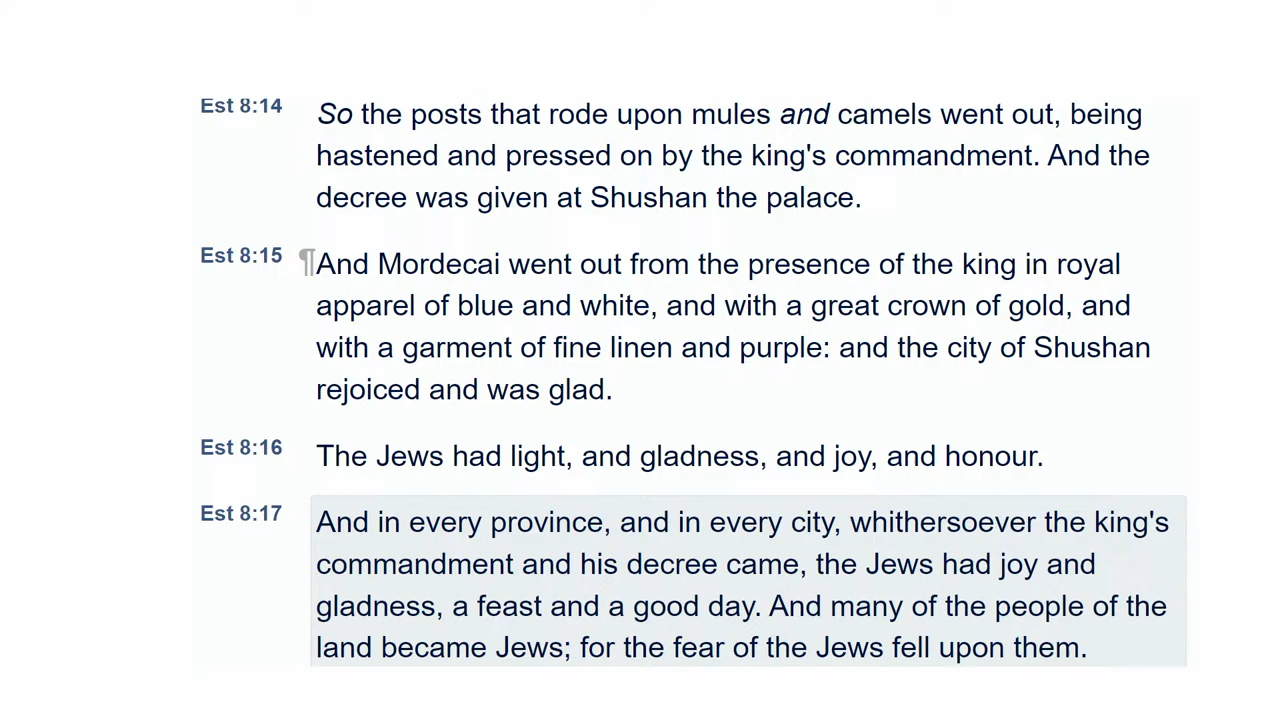 Est 8:14 So the posts that rode upon mules and camels went out, being
hastened and pressed on by the king's commandment. And the
decree was given at Shushan the palace.
Est 8:15 ¶And Mordecai went out from the presence of the king in royal
apparel of blue and white, and with a great crown of gold, and
with a garment of fine linen and purple: and the city of Shushan
rejoiced and was glad.
Est 8:16 The Jews had light, and gladness, and joy, and honour.
Est 8:17 And in every province, and in every city, whithersoever the king's
commandment and his decree came, the Jews had joy and
gladness, a feast and a good day. And many of the people of the
land became Jews; for the fear of the Jews fell upon them.